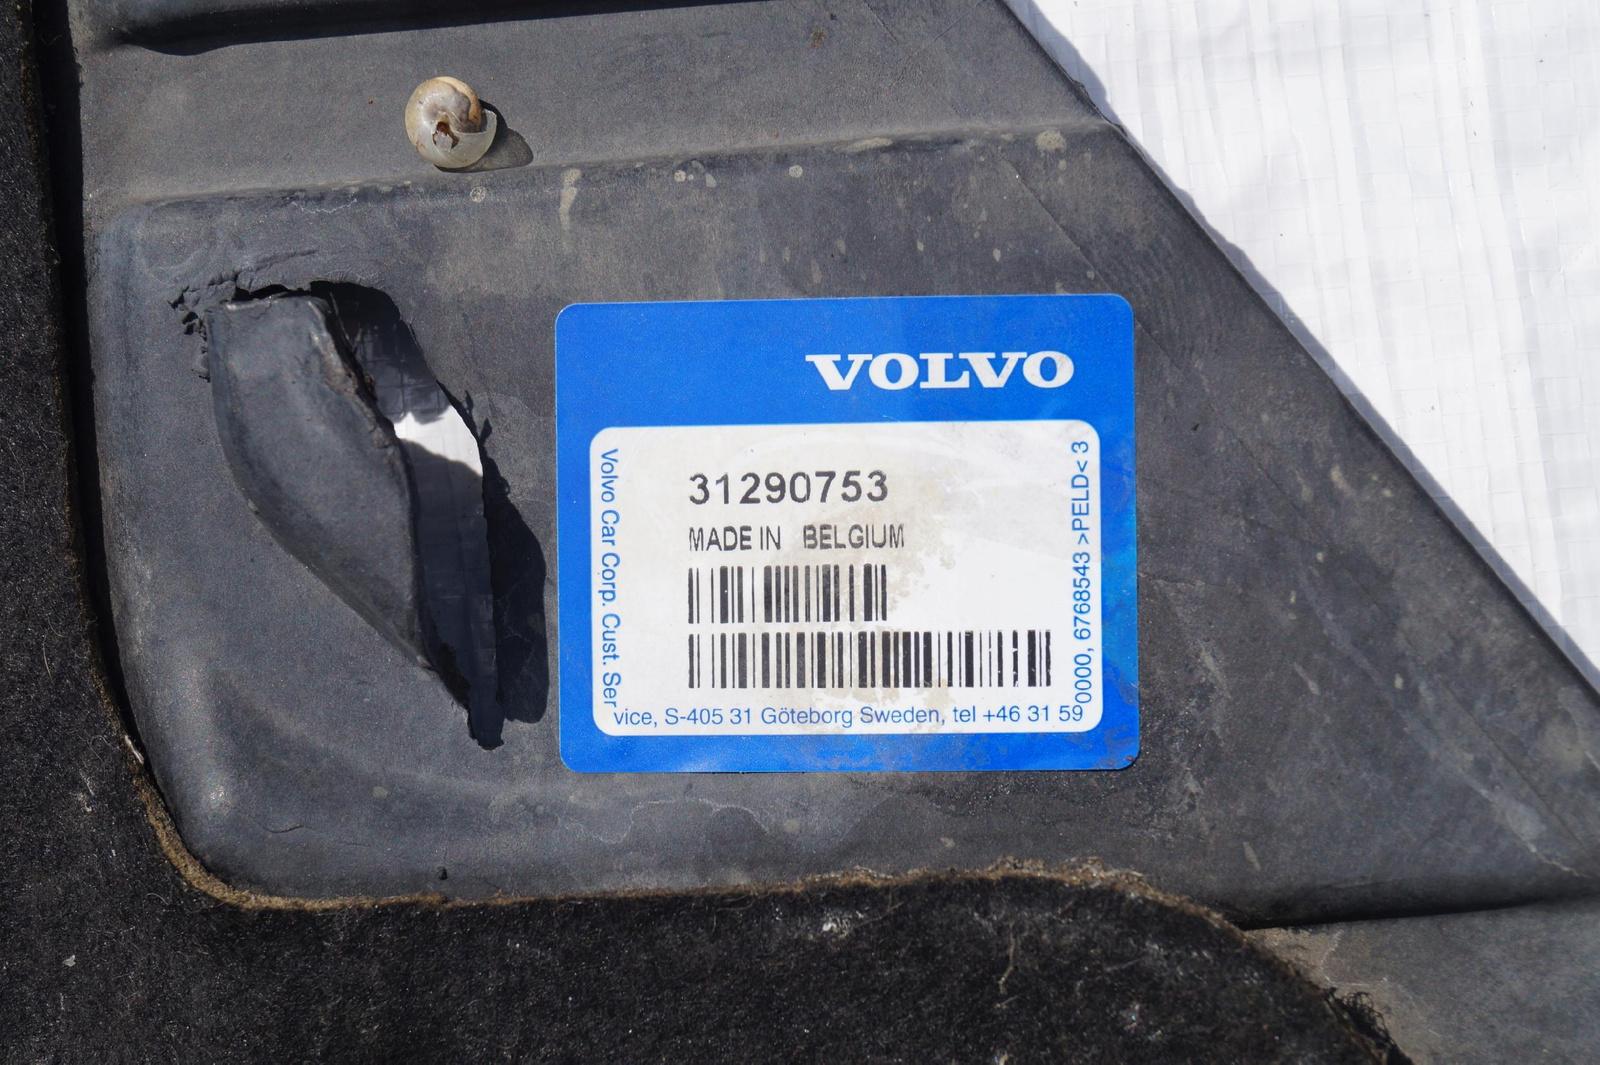 VOLVO
31290753
MADE IN BELGIUM
Volvo Car Corp. Cust. Ser
vice, S-405 31 Göteborg Sweden, tel +46 31 59
0000, 6768543 >PELD< 3